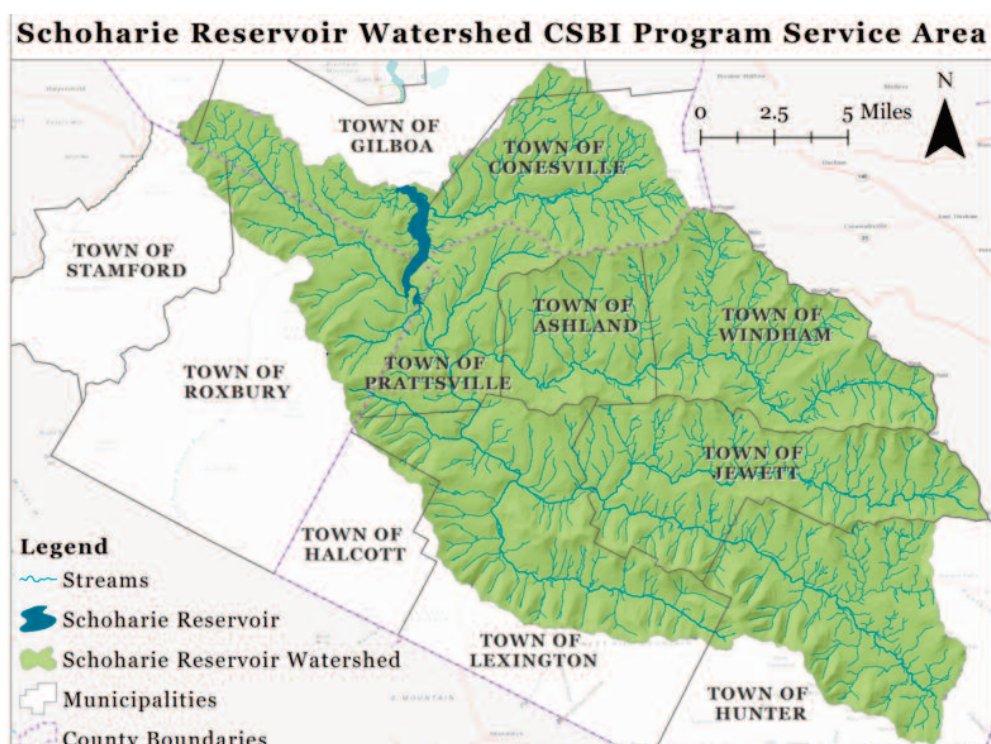 Schoharie Reservoir Watershed CSBI Program Service Area
N
0 2.5 5 Miles
TOWN OF
GILBOA
TOWN OF
CONESVILLE
TOWN OF
STAMFORD
TOWN OF
ASHLAND
TOWN OF
WINDHAM
TOWN OF
ROXBURY
TOWN OF
PRATTSVILLE
TOWN OF
JEWETT
TOWN OF
HALCOTT
TOWN OF
LEXINGTON
TOWN OF
HUNTER
Legend
Streams
Schoharie Reservoir
Schoharie Reservoir Watershed
Municipalities
County Boundaries